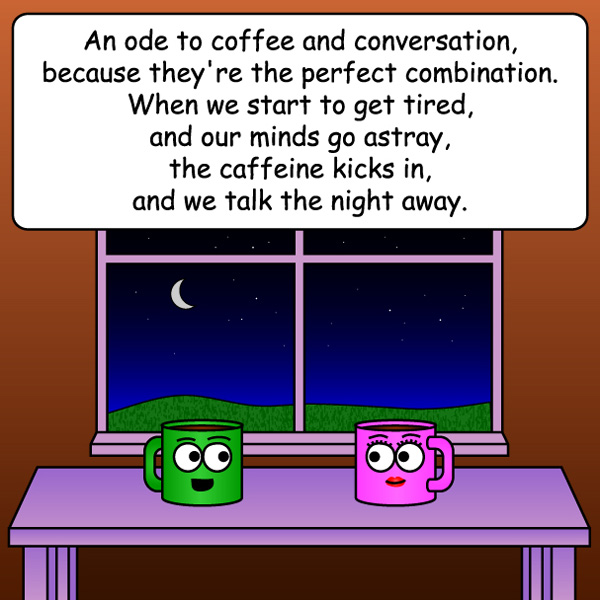 An ode to coffee and conversation,
because they're the perfect combination.
When we start to get tired,
and our minds go astray,
the caffeine kicks in,
and we talk the night away.